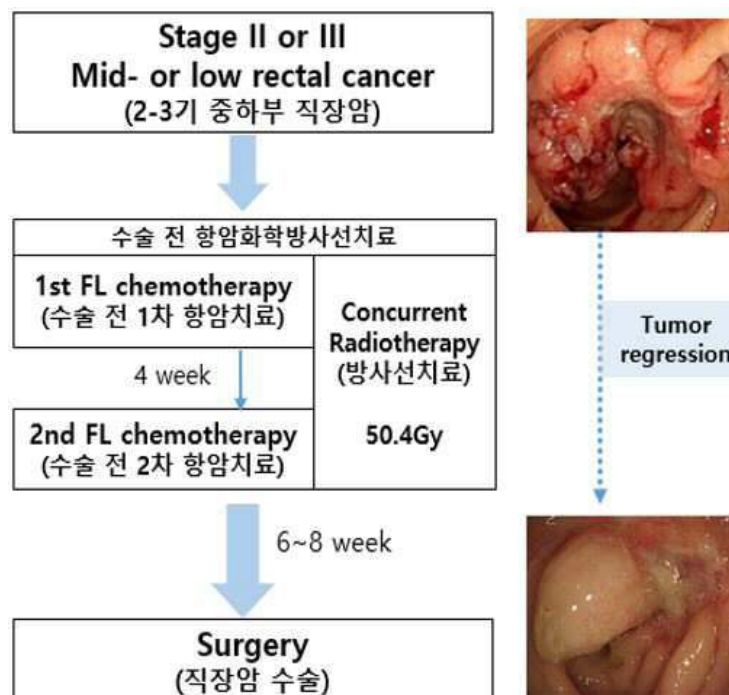 Stage II or III
Mid- or low rectal cancer
(2-3기 중하부 직장암)
수술 전 항암화학방사선치료
1st FL chemotherapy
(수술 전 1차 항암치료)
4 week
2nd FL chemotherapy
(수술 전 2차 항암치료)
Concurrent
Radiotherapy
(방사선치료)
50.4Gy
6~8 week
Surgery
(직장암 수술)
Tumor
regression